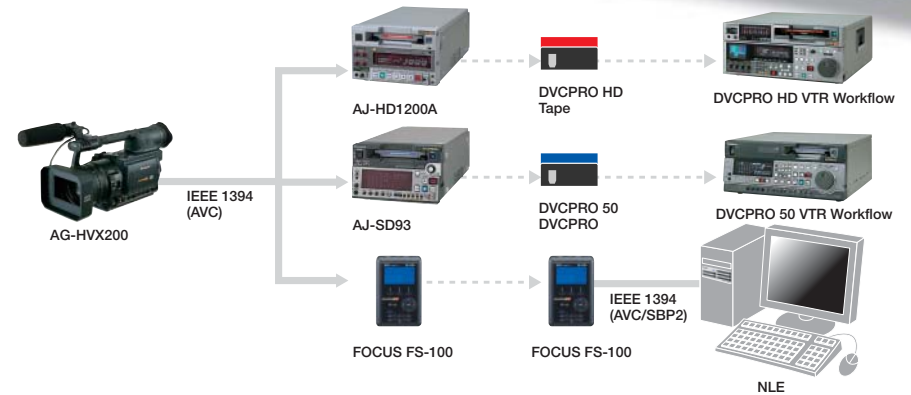 AJ-HD1200A
DVCPRO HD
Tape
DVCPRO HD VTR Workflow
AG-HVX200
IEEE 1394
(AVC)
AJ-SD93
DVCPRO 50
DVCPRO
DVCPRO 50 VTR Workflow
FOCUS FS-100
FOCUS FS-100
IEEE 1394
(AVC/SBP2)
NLE